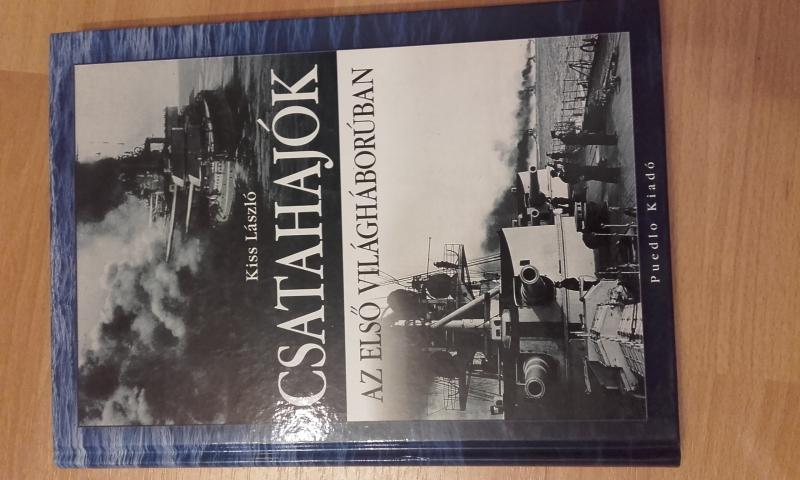 Kiss László
CSATAHAJÓK
AZ ELSŐ VILÁGHÁBORÚBAN
Puedlo Kiadó